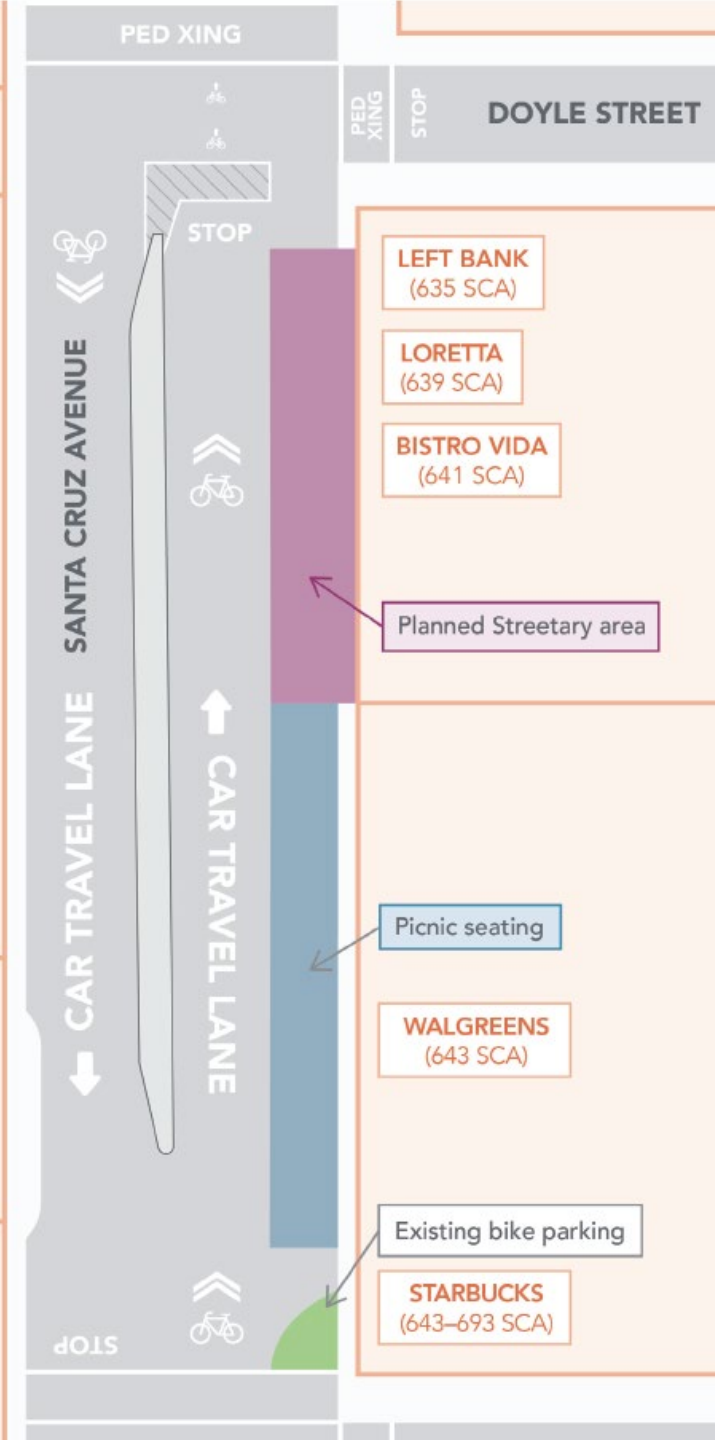 PED XING
PED
XING
STOP
DOYLE STREET
STOP
LEFT BANK
(635 SCA)
LORETTA
(639 SCA)
BISTRO VIDA
(641 SCA)
SANTA CRUZ AVENUE
Planned Streetary area
CAR TRAVEL LANE
CAR TRAVEL LANE
Picnic seating
WALGREENS
(643 SCA)
Existing bike parking
STARBUCKS
(643–693 SCA)
STOP